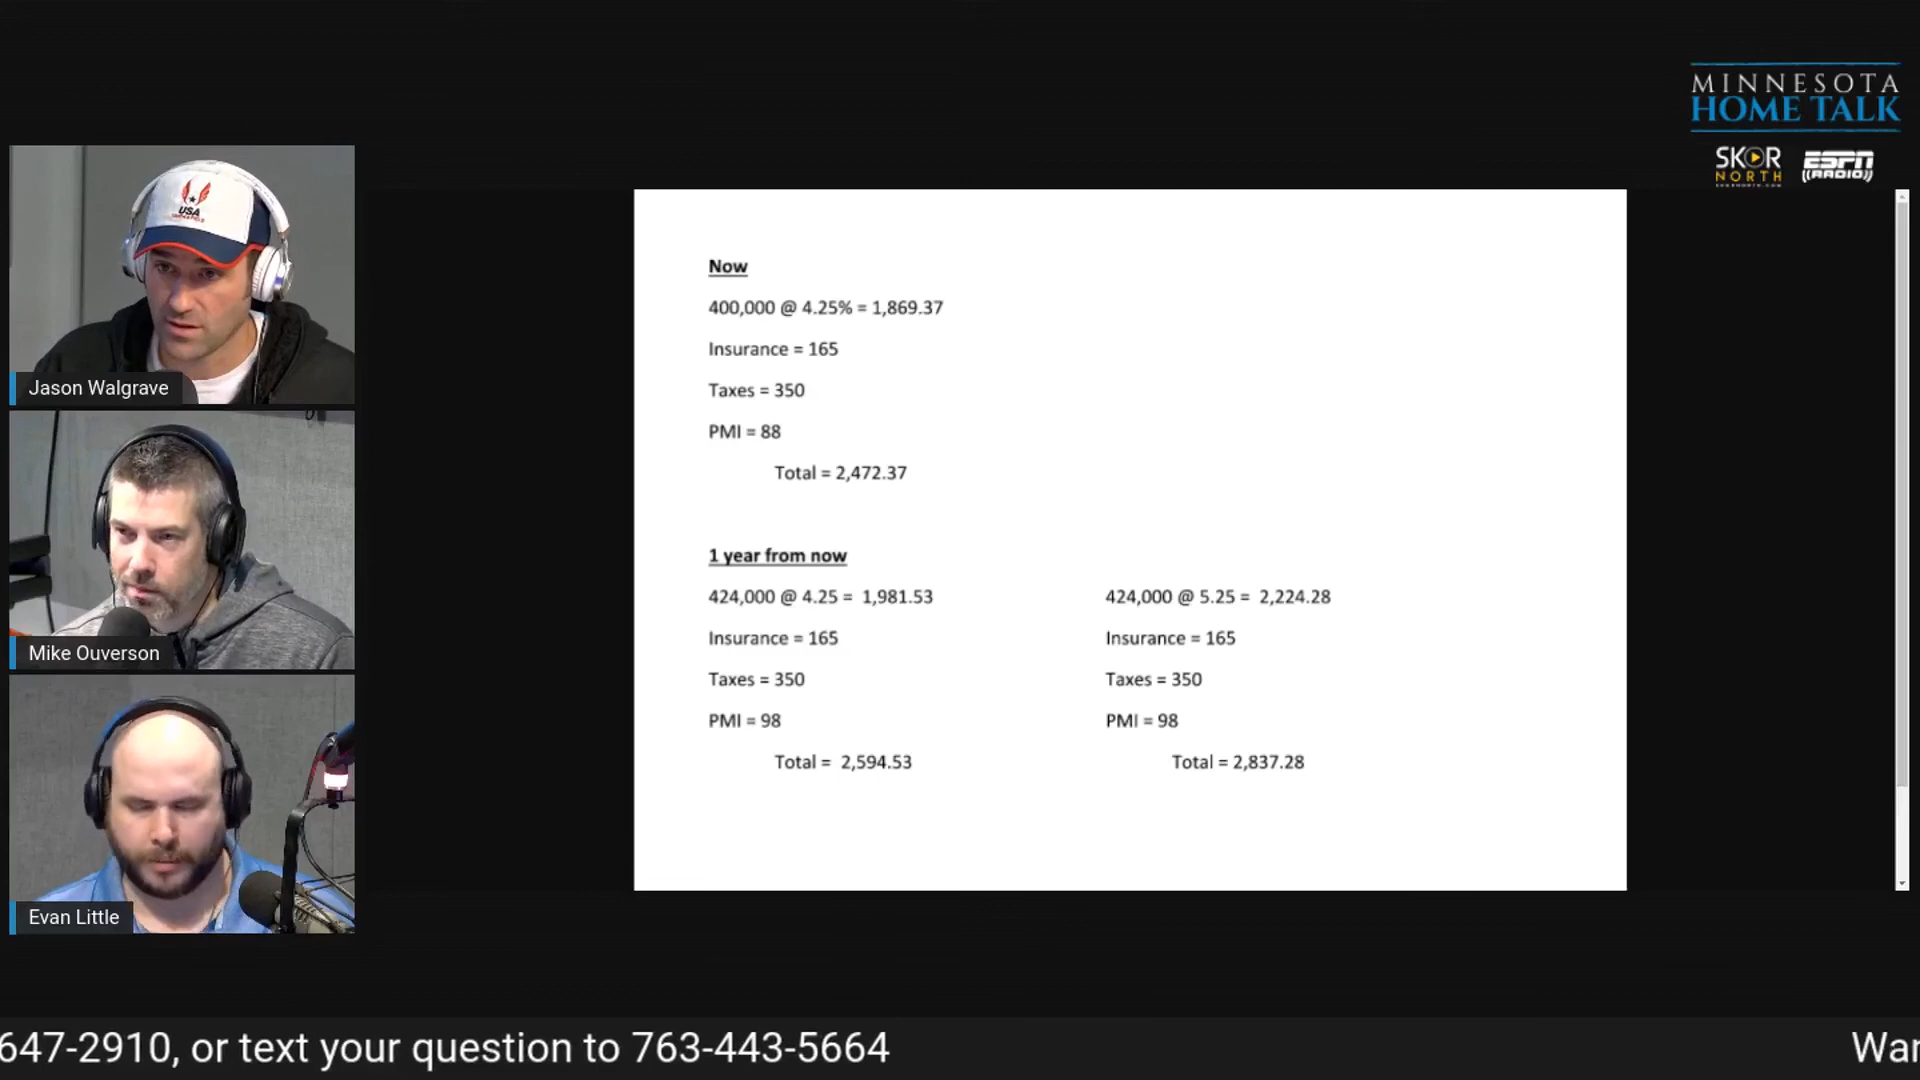 MINNESOTA
HOME TALK
SKOR
NORTH
ESPN
RADIO
USA
Jason Walgrave
Mike Ouverson
Evan Little
Now
400,000 @ 4.25% = 1,869.37
Insurance = 165
Taxes = 350
PMI = 88
Total = 2,472.37
1 year from now
424,000 @ 4.25 = 1,981.53
Insurance = 165
Taxes = 350
PMI = 98
Total = 2,594.53
424,000 @ 5.25 = 2,224.28
Insurance = 165
Taxes = 350
PMI = 98
Total = 2,837.28
647-2910, or text your question to 763-443-5664
War